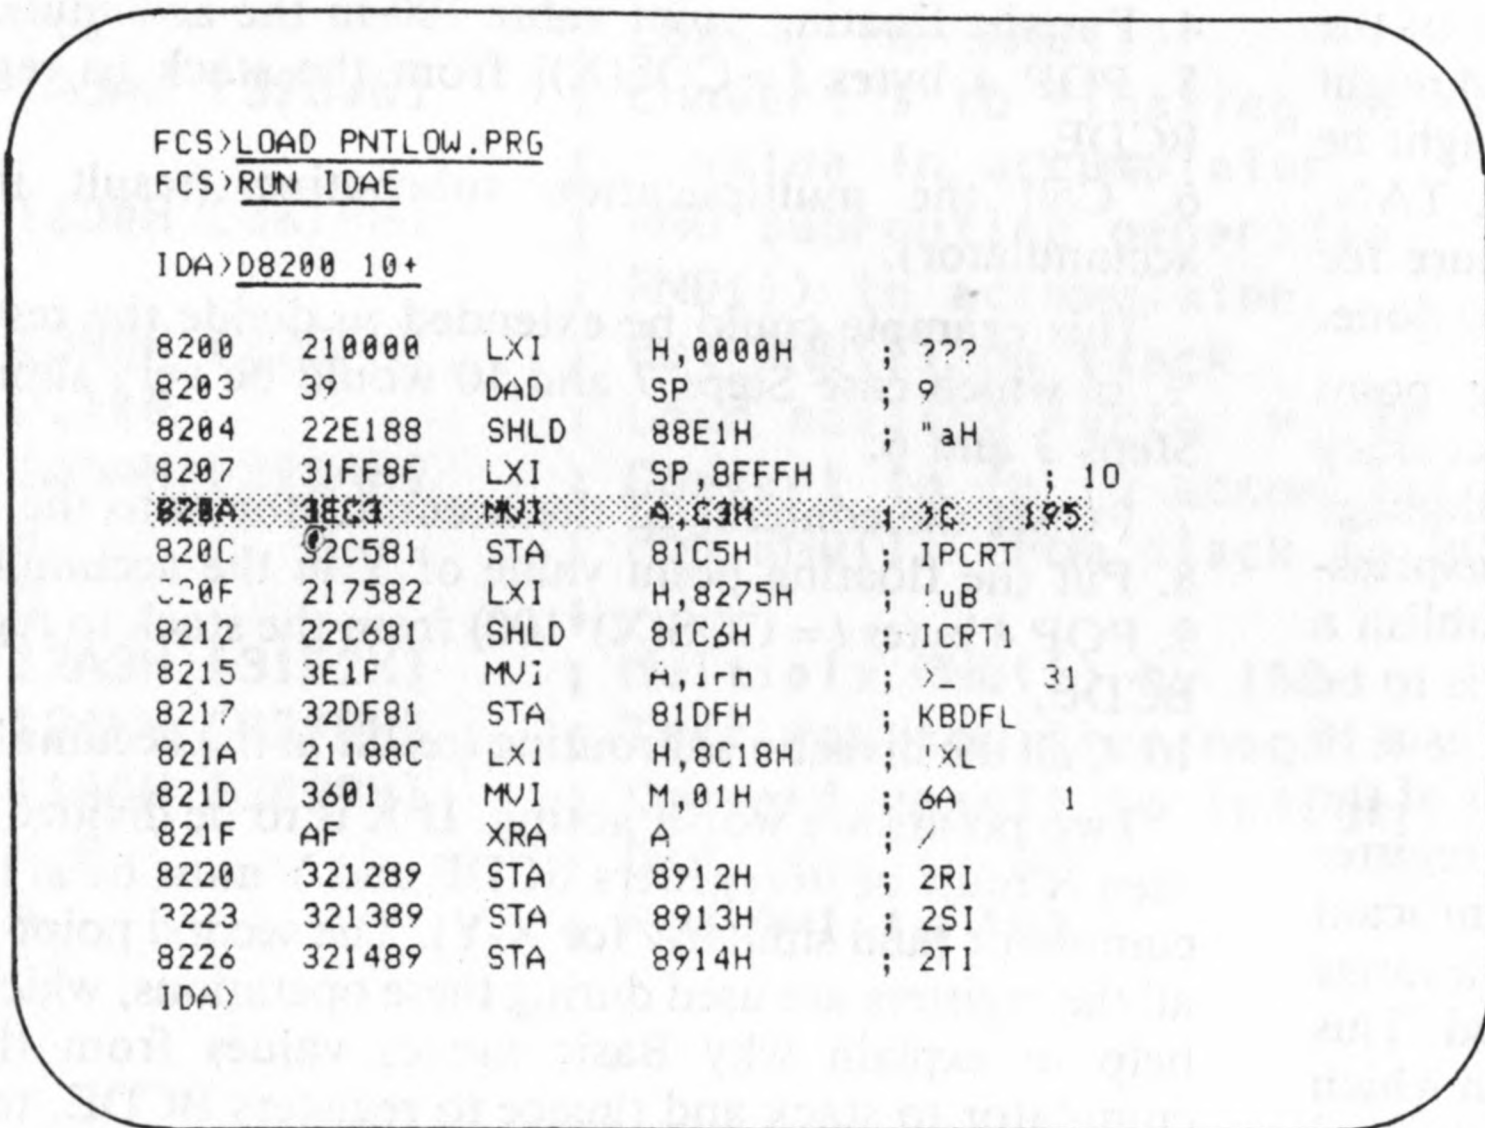 FCS>LOAD PNTLOW.PRG
FCS>RUN IDAE
IDA>D8200 10+
8200 210000 LXI H,0000H ; ???
8203 39 DAD SP ; 9
8204 22E188 SHLD 88E1H ; "aH
8207 31FF8F LXI SP,8FFFH ; 10
820A 3EC3 MVI A,C3H ; >C 195
820C 32C581 STA 81C5H ; IPCRT
820F 217582 LXI H,8275H ; !uB
8212 22C681 SHLD 81C6H ; ICRTI
8215 3E1F MVI A,1FH ; >_ 31
8217 32DF81 STA 81DFH ; KBDFL
821A 21188C LXI H,8C18H ; !XL
821D 3601 MVI M,01H ; 6A 1
821F AF XRA A ; /
8220 321289 STA 8912H ; 2RI
8223 321389 STA 8913H ; 2SI
8226 321489 STA 8914H ; 2TI
IDA>